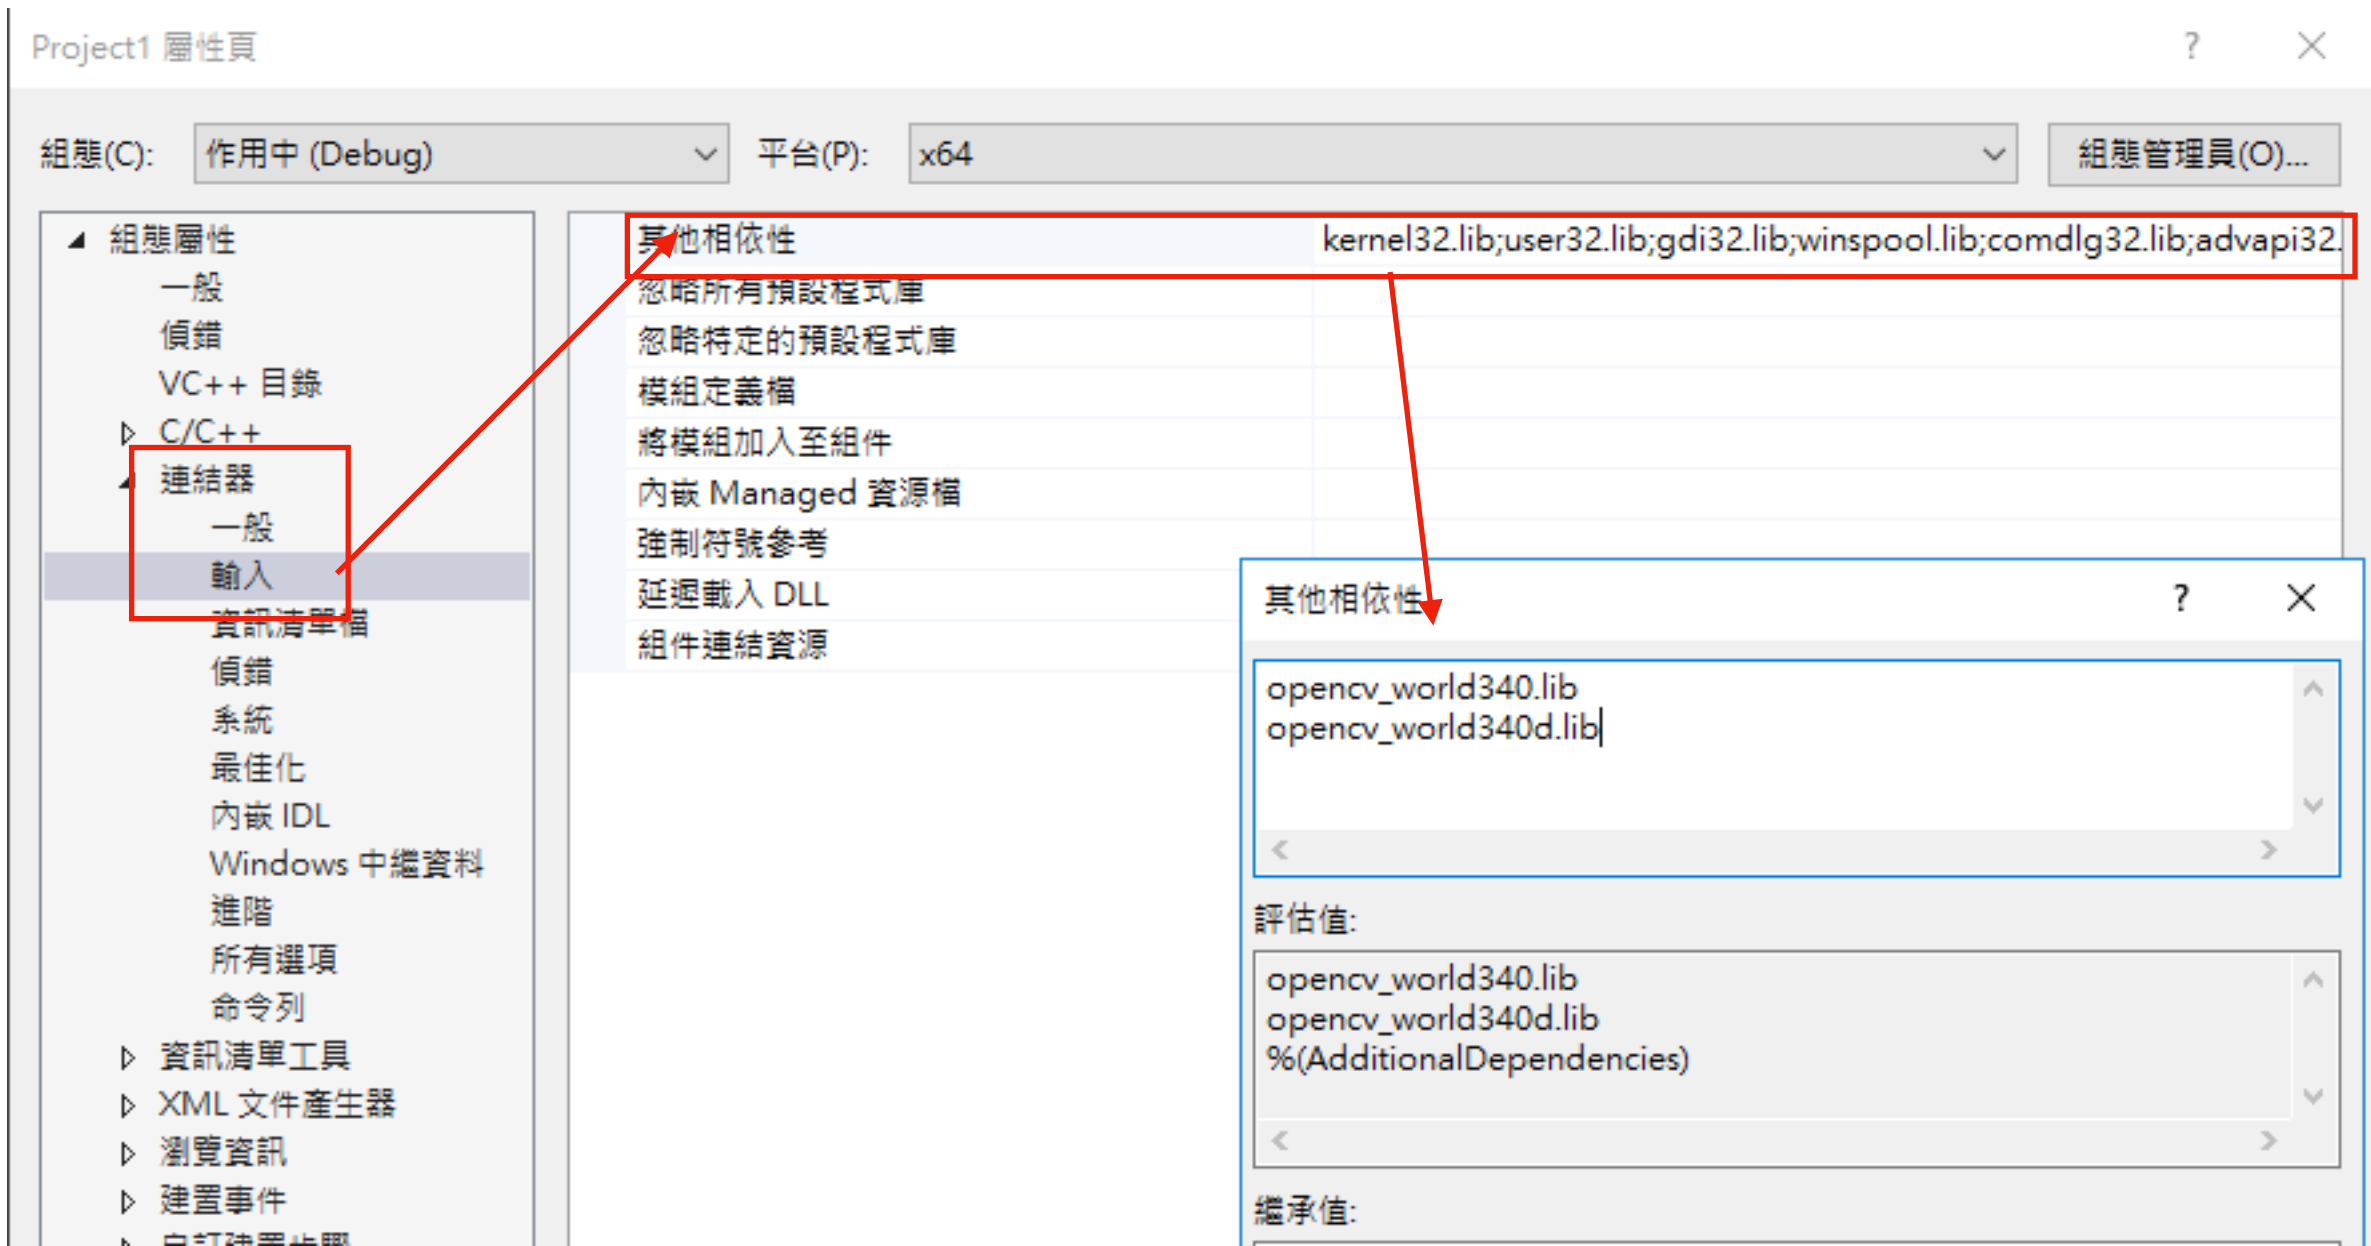 Project1 屬性頁
組態(C): 作用中 (Debug) 平台(P): x64 組態管理員(O)...
組態屬性
一般
偵錯
VC++ 目錄
C/C++
連結器
一般
輸入
資訊清單檔
偵錯
系統
最佳化
內嵌 IDL
Windows 中繼資料
進階
所有選項
命令列
資訊清單工具
XML 文件產生器
瀏覽資訊
建置事件
自訂建置步驟
其他相依性 kernel32.lib;user32.lib;gdi32.lib;winspool.lib;comdlg32.lib;advapi32.
忽略所有預設程式庫
忽略特定的預設程式庫
模組定義檔
將模組加入至組件
內嵌 Managed 資源檔
強制符號參考
延遲載入 DLL
組件連結資源
其他相依性 ?
opencv_world340.lib
opencv_world340d.lib
評估值:
opencv_world340.lib
opencv_world340d.lib
%(AdditionalDependencies)
繼承值: